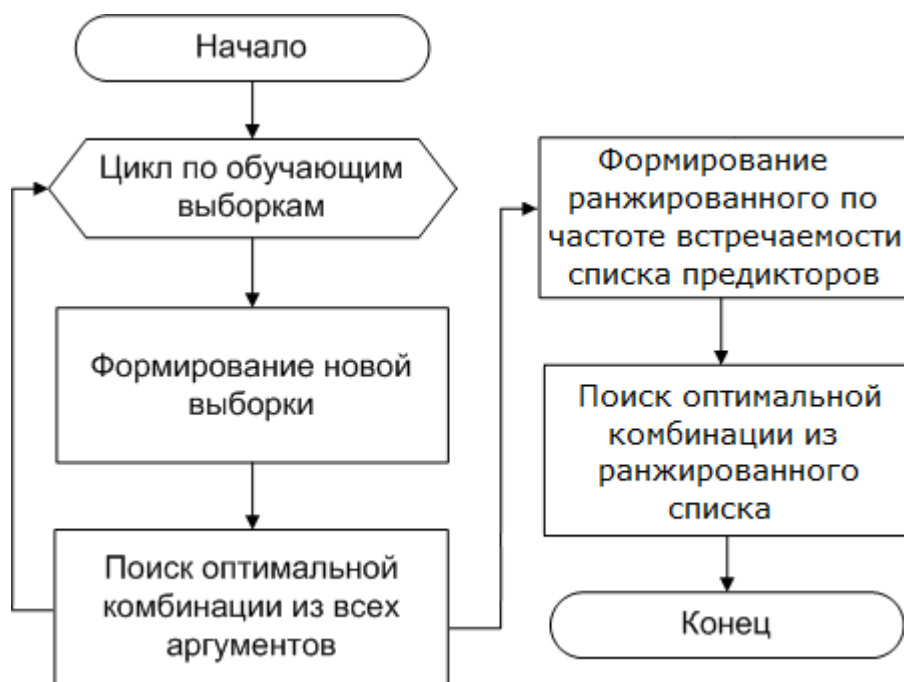 Начало
Цикл по обучающим
выборкам
Формирование новой
выборки
Поиск оптимальной
комбинации из всех
аргументов
Формирование
ранжированного по
частоте встречаемости
списка предикторов
Поиск оптимальной
комбинации из
ранжированного
списка
Конец